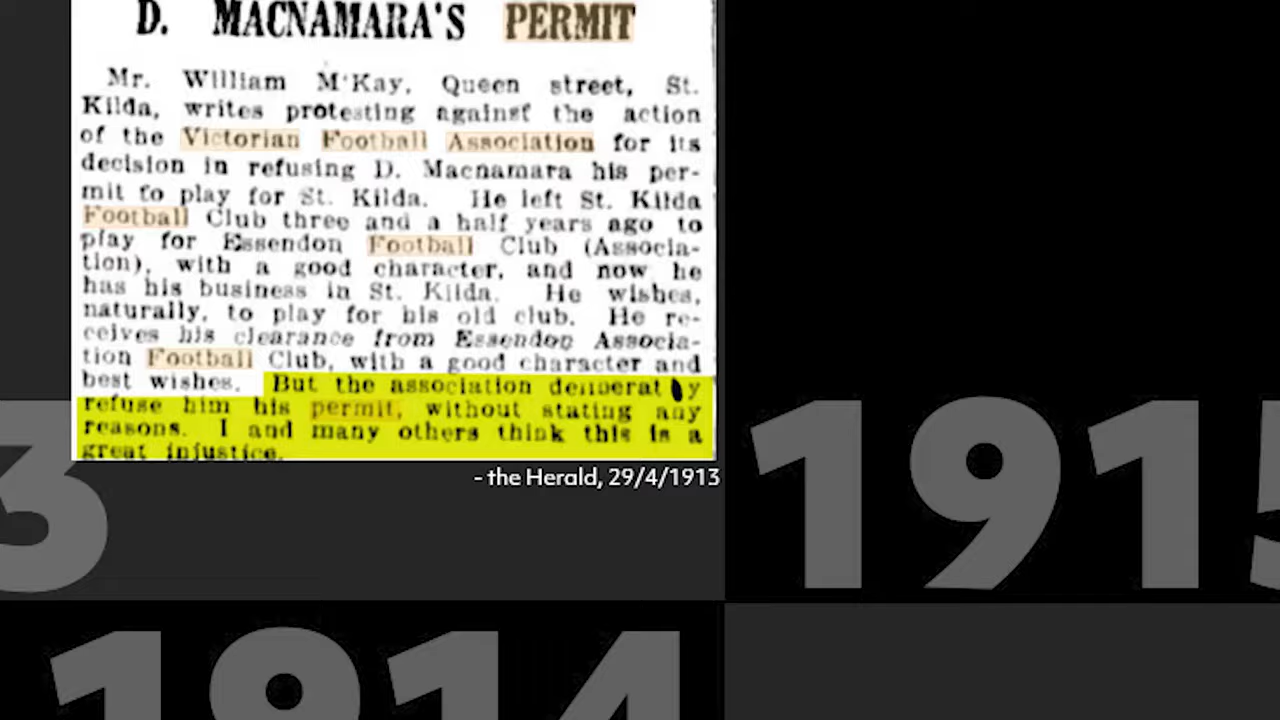 D. MACNAMARA'S PERMIT
Mr. William M'Kay, Queen street, St.
Kilda, writes protesting against the action
of the Victorian Football Association for its
decision in refusing D. Macnamara his per-
mit to play for St. Kilda. He left St. Kilda
Football Club three and a half years ago to
play for Essendon Football Club (Associa-
tion), with a good character, and now he
has his business in St. Kilda. He wishes,
naturally, to play for his old club. He re-
ceives his clearance from Essendon Associa-
tion Football Club, with a good character and
best wishes. But the association
refuse him his permit, without stating any
reasons. I and many others think this is a
great injustice.
- the Herald, 29/4/1913
3
1915
1914